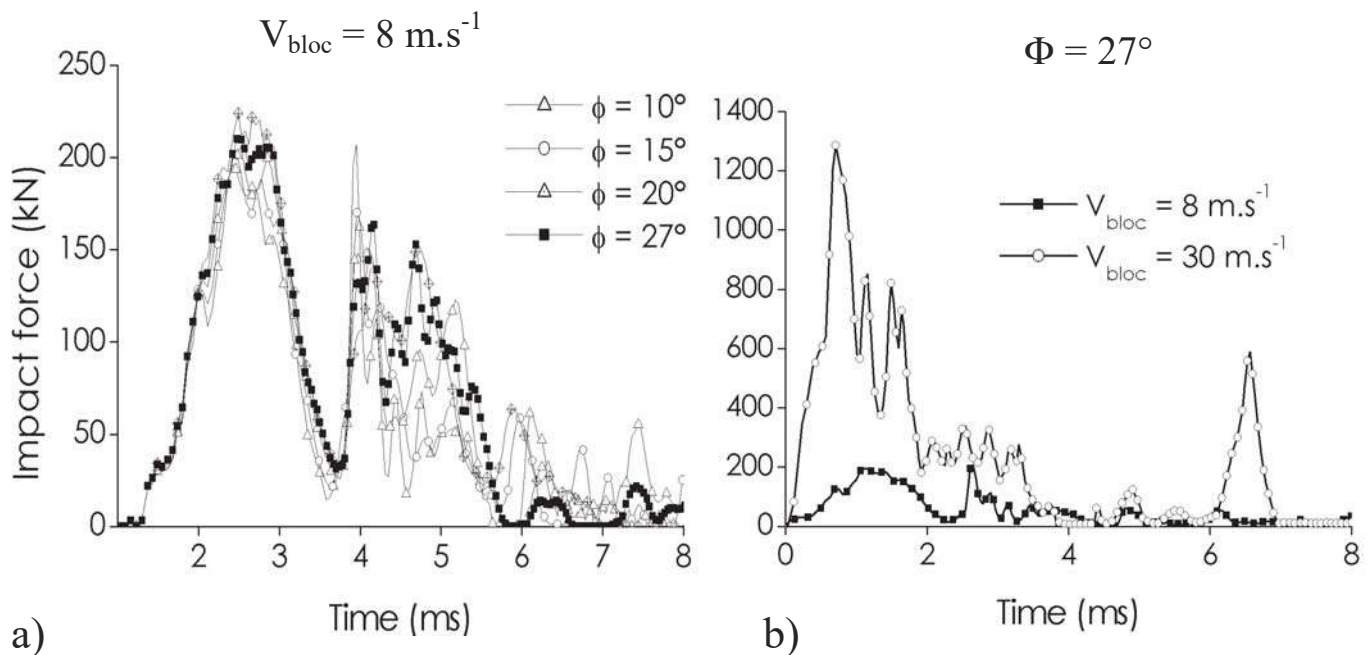 V_bloc = 8 m.s⁻¹
Φ = 27°
250
200
150
100
50
0
Impact force (kN)
ϕ = 10°
ϕ = 15°
ϕ = 20°
ϕ = 27°
2 3 4 5 6 7 8
Time (ms)
a)
1400
1200
1000
800
600
400
200
0
V_bloc = 8 m.s⁻¹
V_bloc = 30 m.s⁻¹
0 2 4 6 8
Time (ms)
b)